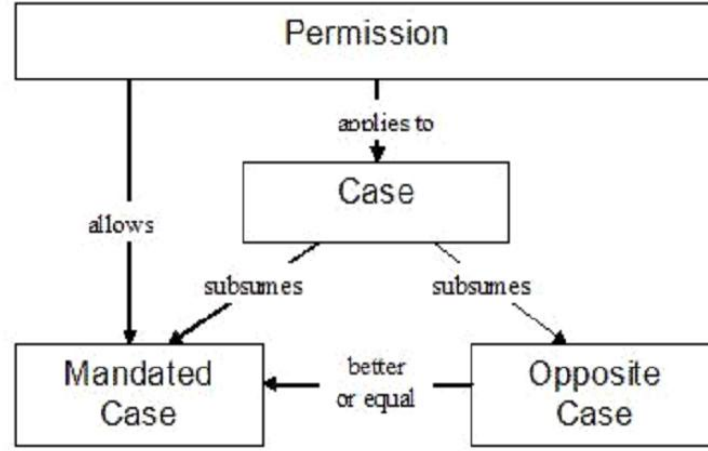 Permission
applies to
Case
allows
subsumes
subsumes
Mandated
Case
better
or equal
Opposite
Case